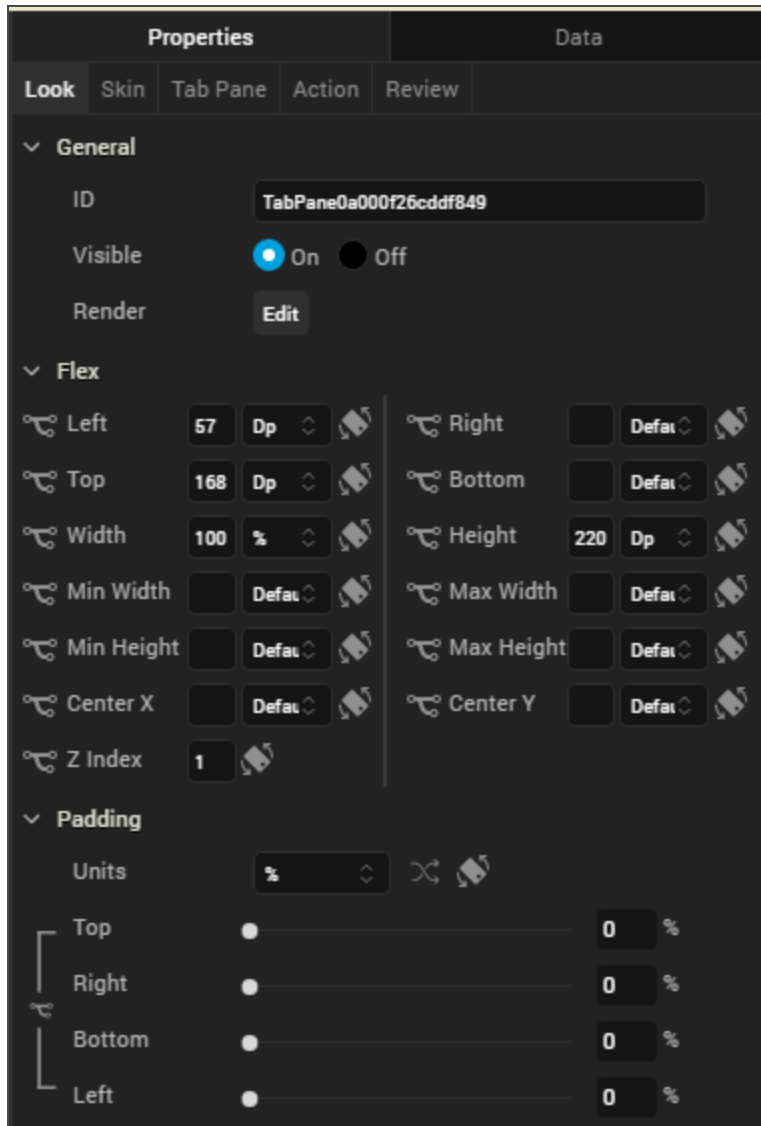 Properties Data
Look Skin Tab Pane Action Review
General
ID TabPane0a000f26cddf849
Visible On Off
Render Edit
Flex
Left 57 Dp Right Defau
Top 168 Dp Bottom Defau
Width 100 % Height 220 Dp
Min Width Defau Max Width Defau
Min Height Defau Max Height Defau
Center X Defau Center Y Defau
Z Index 1
Padding
Units %
Top 0 %
Right 0 %
Bottom 0 %
Left 0 %